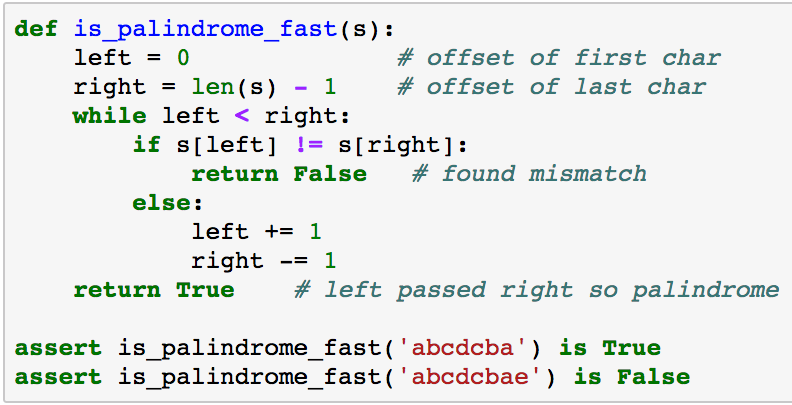 def is_palindrome_fast(s):
    left = 0              # offset of first char
    right = len(s) - 1    # offset of last char
    while left < right:
        if s[left] != s[right]:
            return False   # found mismatch
        else:
            left += 1
            right -= 1
    return True    # left passed right so palindrome

assert is_palindrome_fast('abcdcba') is True
assert is_palindrome_fast('abcdcbae') is False